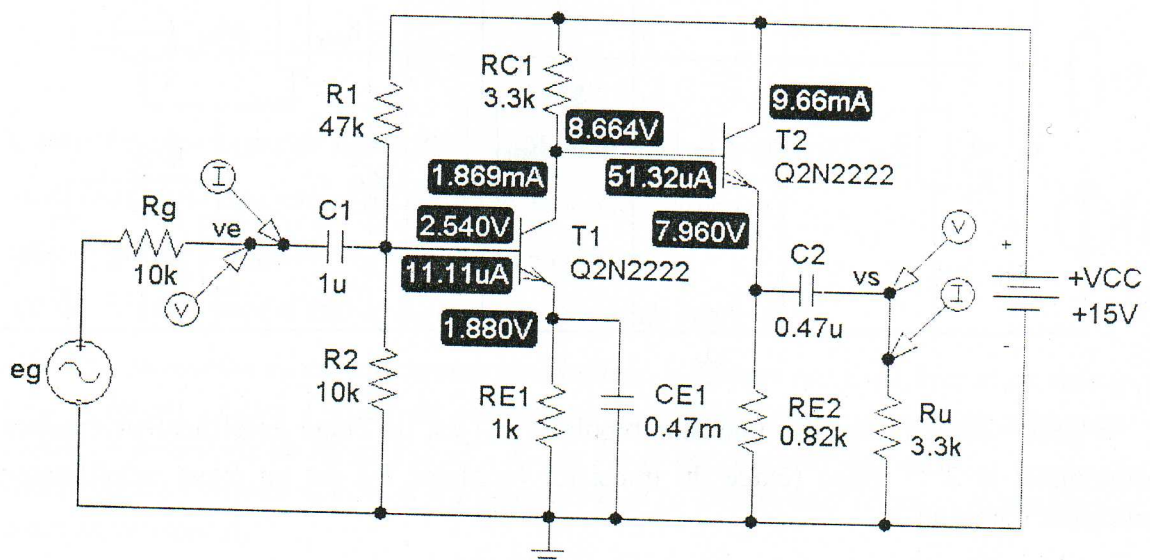 RC1
3.3k
R1
47k
9.66mA
8.664V
T2
Q2N2222
1.869mA
51.32uA
I
Rg
ve
10k
V
C1
1u
2.540V
T1
Q2N2222
11.11uA
7.960V
V
C2
vs
0.47u
I
+
+VCC
+15V
-
1.880V
eg
R2
10k
RE1
1k
CE1
0.47m
RE2
0.82k
Ru
3.3k